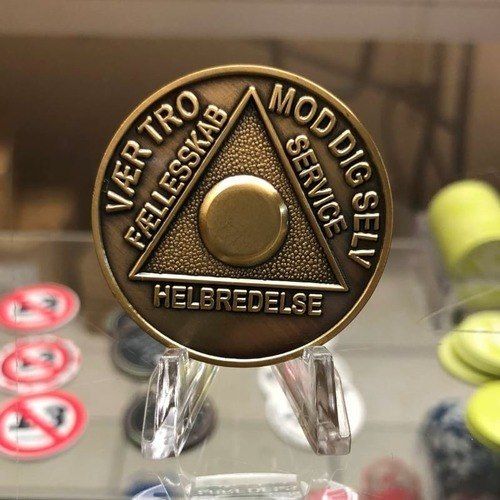 VÆR TRO
MOD DIG SELV
FÆLLESSKAB
SERVICE
HELBREDELSE